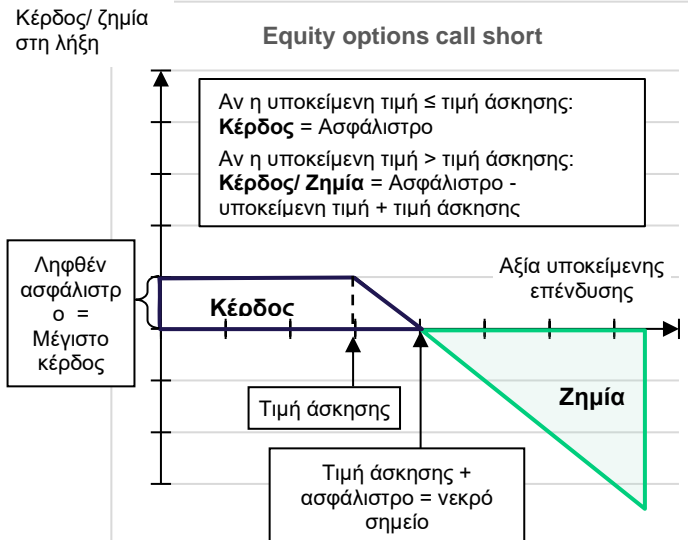 Κέρδος/ ζημία
στη λήξη
Equity options call short
Αν η υποκείμενη τιμή ≤ τιμή άσκησης:
Κέρδος = Ασφάλιστρο
Αν η υποκείμενη τιμή > τιμή άσκησης:
Κέρδος/ Ζημία = Ασφάλιστρο -
υποκείμενη τιμή + τιμή άσκησης
Ληφθέν
ασφάλιστρ
ο =
Μέγιστο
κέρδος
Κέρδος
Αξία υποκείμενης
επένδυσης
Τιμή άσκησης
Ζημία
Τιμή άσκησης +
ασφάλιστρο = νεκρό
σημείο